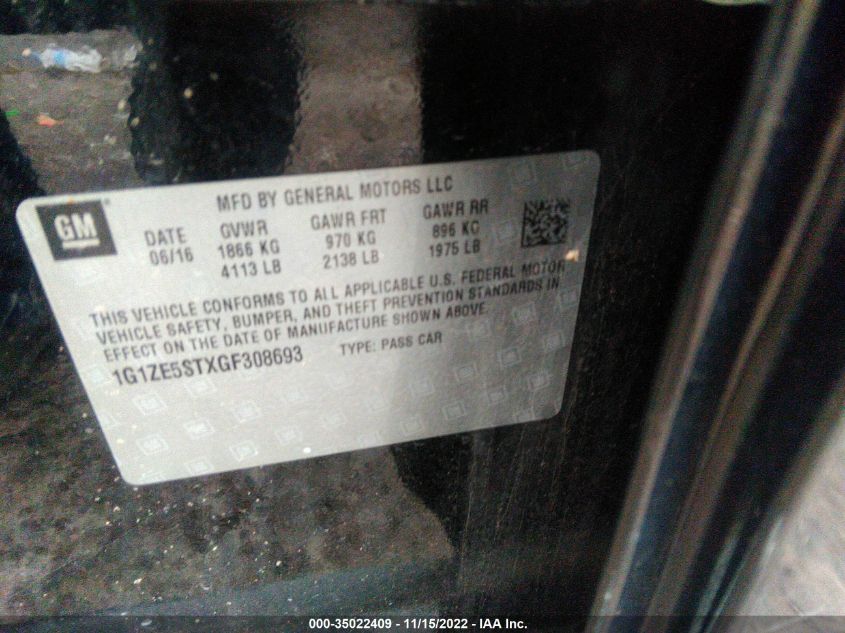 MFD BY GENERAL MOTORS LLC
GM
DATE GVWR GAWR FRT GAWR RR
06/16 1866 KG 970 KG 896 KG
4113 LB 2138 LB 1975 LB
THIS VEHICLE CONFORMS TO ALL APPLICABLE U.S. FEDERAL MOTOR
VEHICLE SAFETY, BUMPER, AND THEFT PREVENTION STANDARDS IN
EFFECT ON THE DATE OF MANUFACTURE SHOWN ABOVE.
1G1ZE5STXGF308693 TYPE: PASS CAR
000-35022409 - 11/15/2022 - IAA Inc.